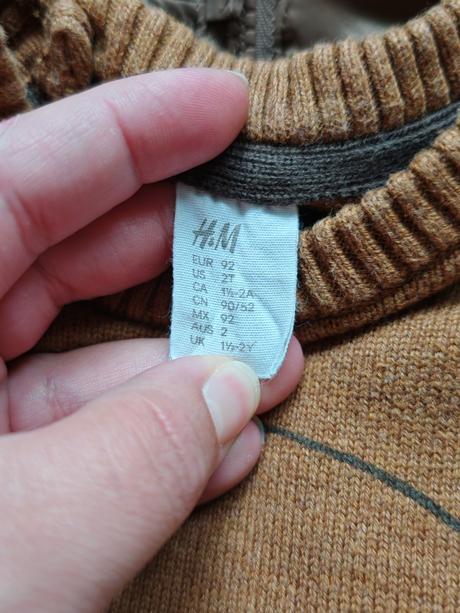 H&M
EUR 92
US 2T
CA 1½-2A
CN 90/52
MX 92
AUS 2
UK 1½-2Y